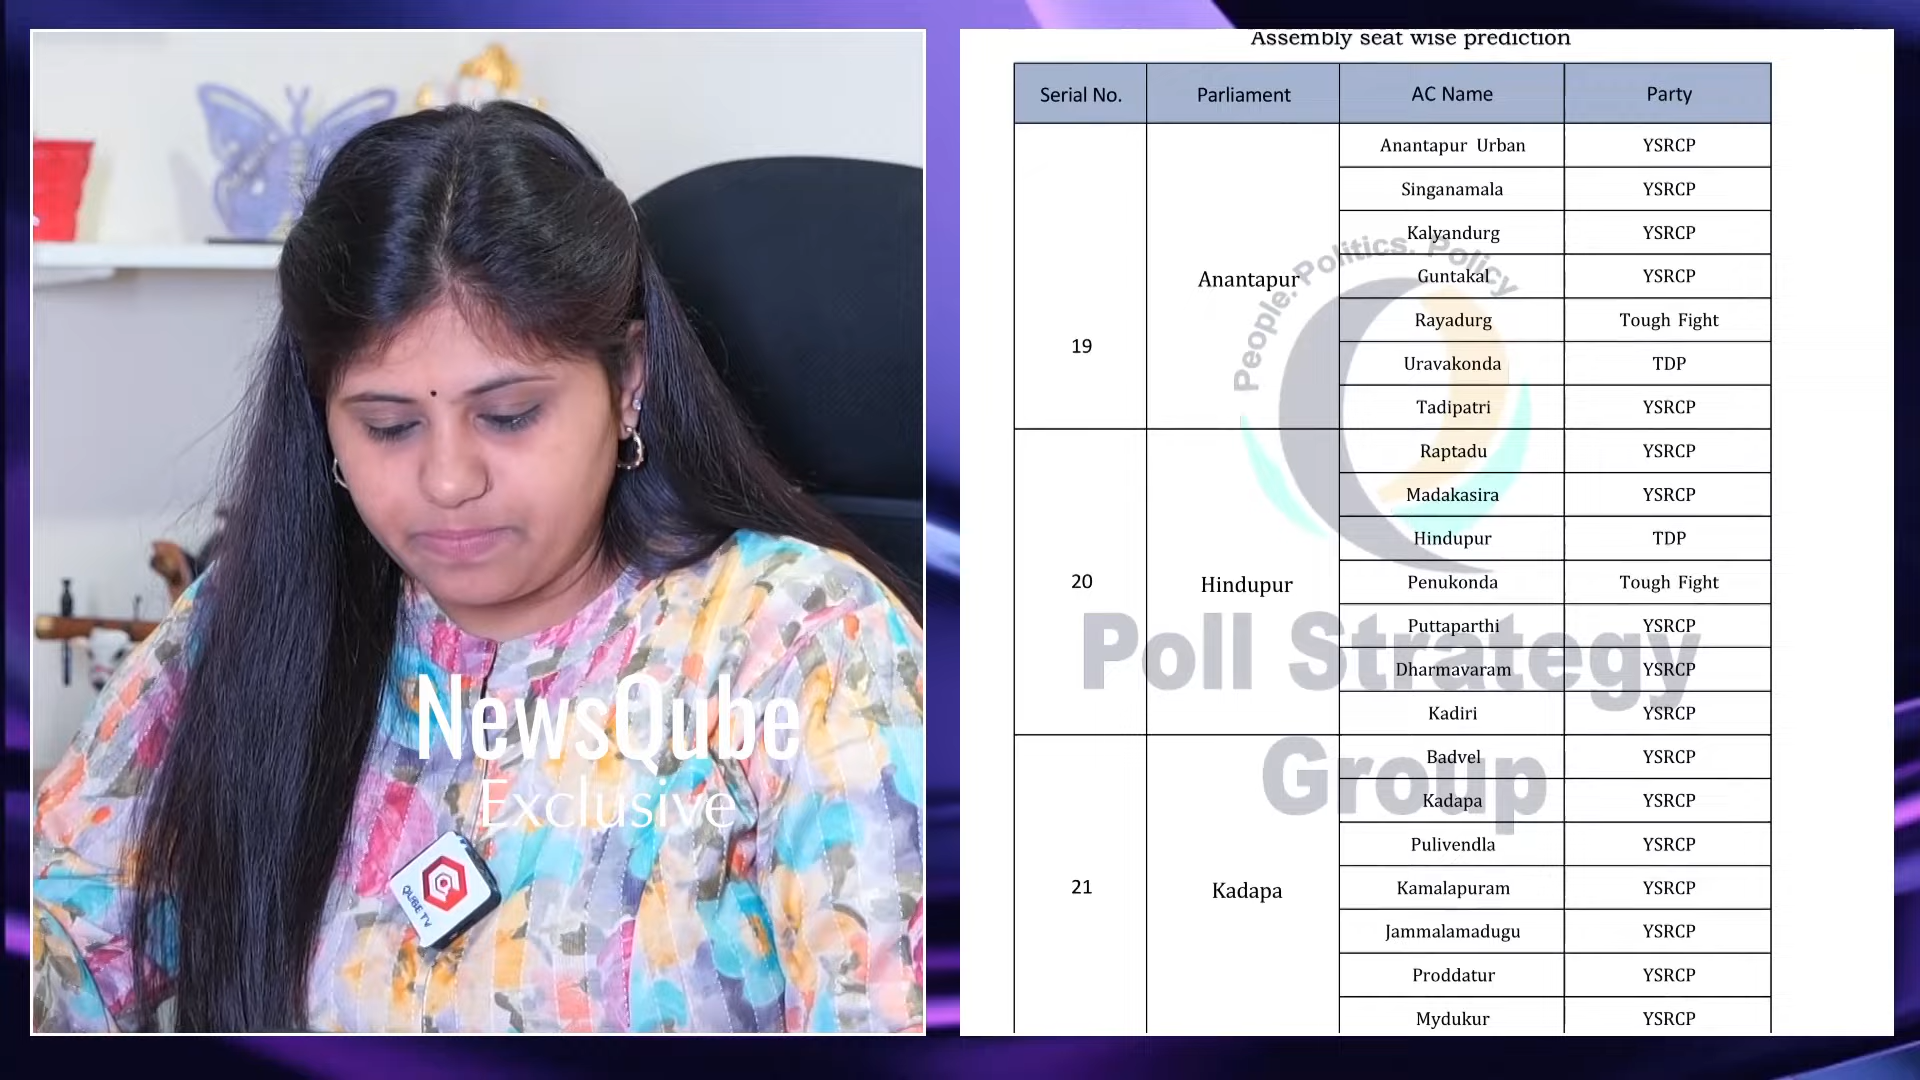 Assembly seat wise prediction
Serial No. Parliament AC Name Party
19 Anantapur Anantapur Urban YSRCP
Singanamala YSRCP
Kalyandurg YSRCP
Guntakal YSRCP
Rayadurg Tough Fight
Uravakonda TDP
Tadipatri YSRCP
20 Hindupur Raptadu YSRCP
Madakasira YSRCP
Hindupur TDP
Penukonda Tough Fight
Puttaparthi YSRCP
Dharmavaram YSRCP
Kadiri YSRCP
21 Kadapa Badvel YSRCP
Kadapa YSRCP
Pulivendla YSRCP
Kamalapuram YSRCP
Jammalamadugu YSRCP
Proddatur YSRCP
Mydukur YSRCP
People. Politics. Policy
Poll Strategy
Group
NewsQube
Exclusive
QUBE TV